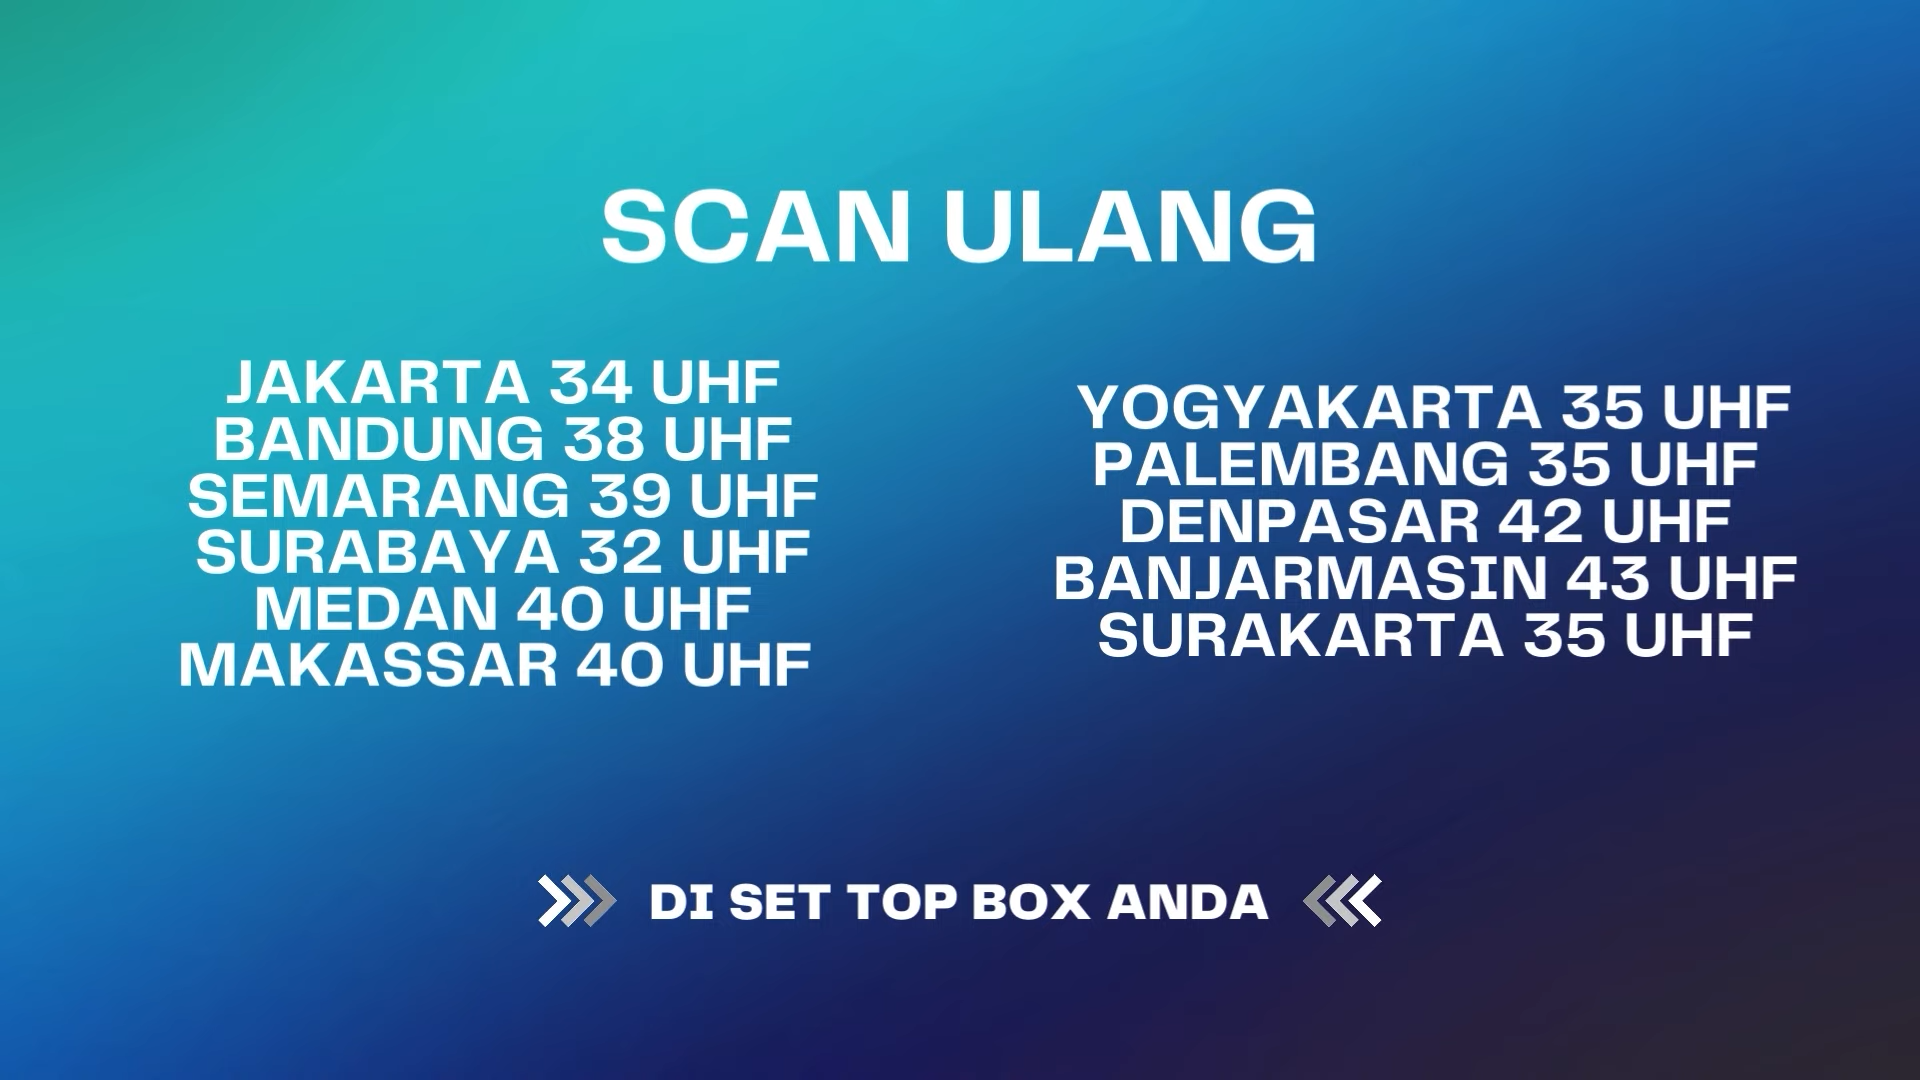 SCAN ULANG
JAKARTA 34 UHF
BANDUNG 38 UHF
SEMARANG 39 UHF
SURABAYA 32 UHF
MEDAN 40 UHF
MAKASSAR 40 UHF
YOGYAKARTA 35 UHF
PALEMBANG 35 UHF
DENPASAR 42 UHF
BANJARMASIN 43 UHF
SURAKARTA 35 UHF
DI SET TOP BOX ANDA